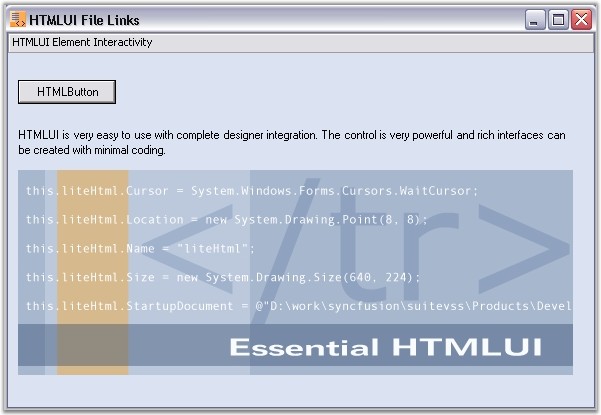 HTMLUI File Links
HTMLUI Element Interactivity
HTMLButton
HTMLUI is very easy to use with complete designer integration. The control is very powerful and rich interfaces can
be created with minimal coding.
</tr>
this.liteHtml.Cursor = System.Windows.Forms.Cursors.WaitCursor;
this.liteHtml.Location = new System.Drawing.Point(8, 8);
this.liteHtml.Name = "liteHtml";
this.liteHtml.Size = new System.Drawing.Size(640, 224);
this.liteHtml.StartupDocument = @"D:\work\syncfusion\suitevss\Products\Devel
Essential HTMLUI